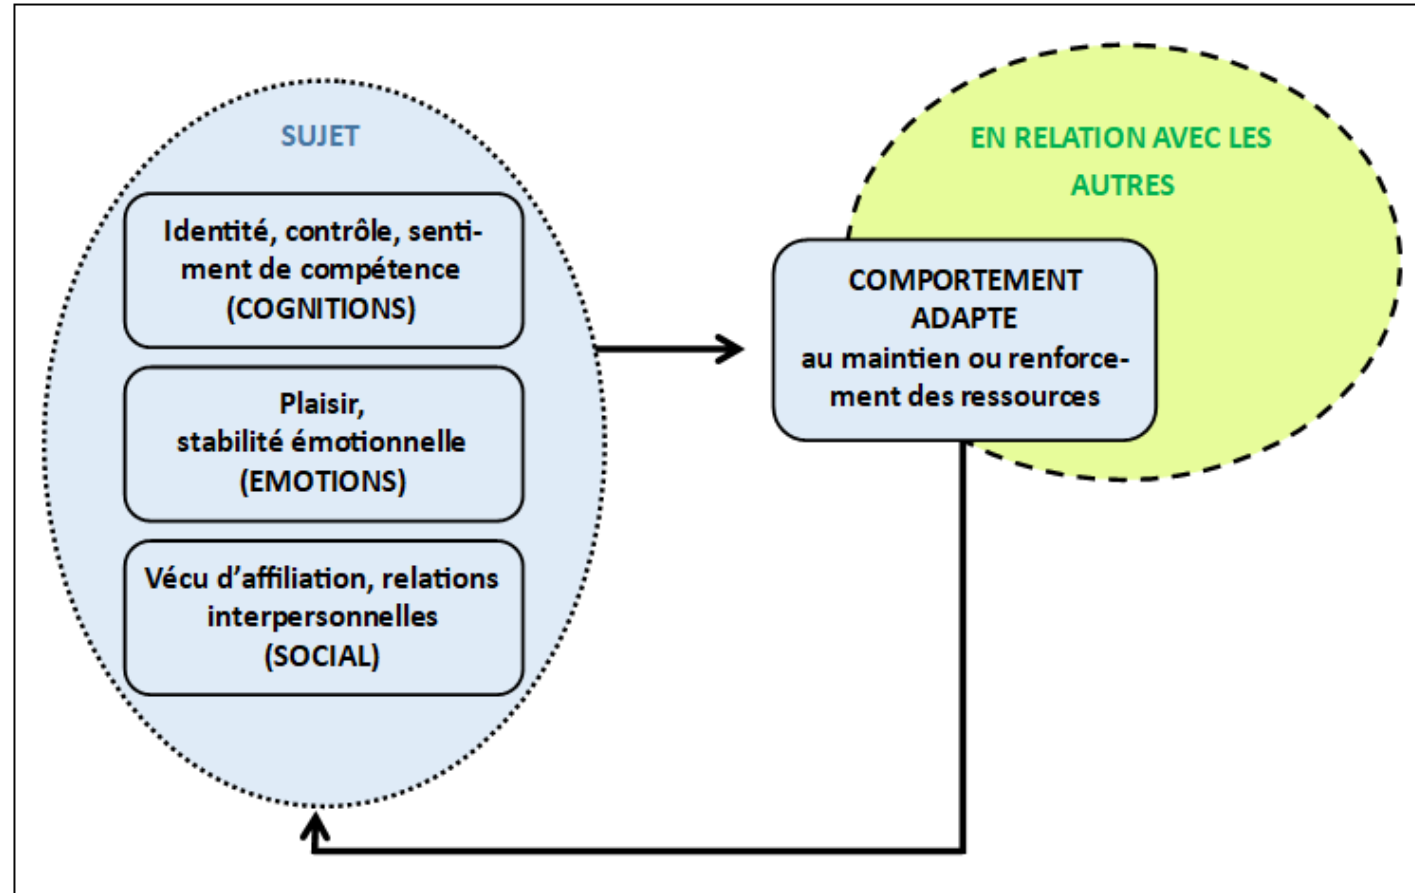 SUJET
Identité, contrôle, senti-
ment de compétence
(COGNITIONS)
Plaisir,
stabilité émotionnelle
(EMOTIONS)
Vécu d’affiliation, relations
interpersonnelles
(SOCIAL)
EN RELATION AVEC LES
AUTRES
COMPORTEMENT
ADAPTE
au maintien ou renforce-
ment des ressources